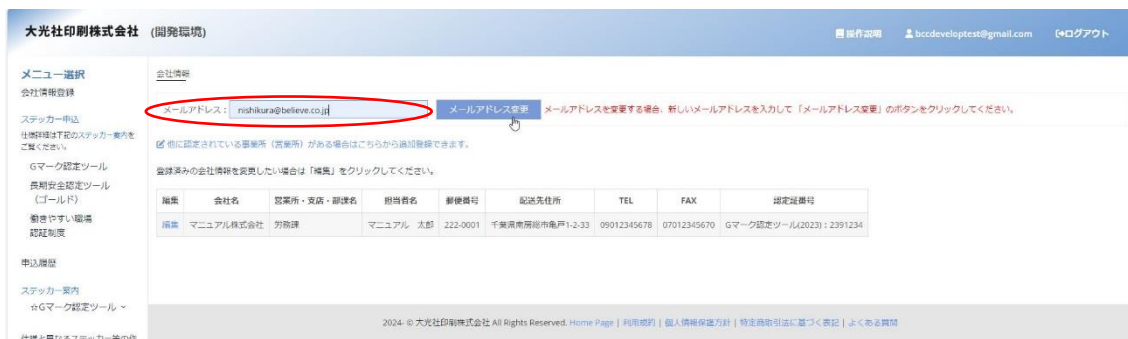 大光社印刷株式会社 (開発環境)
操作説明 bccdeveloptest@gmail.com ログアウト
メニュー選択
会社情報登録
ステッカー申込
仕様詳細は下記のステッカー案内を
ご覧ください。
Gマーク認定ツール
長期安全認定ツール
(ゴールド)
働きやすい職場
認証制度
申込履歴
ステッカー案内
☆Gマーク認定ツール
会社情報
メールアドレス: nishikura@believe.co.jp メールアドレス変更 メールアドレスを変更する場合、新しいメールアドレスを入力して「メールアドレス変更」のボタンをクリックしてください。
他に認定されている事業所(営業所)がある場合はこちらから追加登録できます。
登録済みの会社情報を変更したい場合は「編集」をクリックしてください。
編集 会社名 営業所・支店・部課名 担当者名 郵便番号 配送先住所 TEL FAX 認定証番号
編集 マニュアル株式会社 労務課 マニュアル 太郎 222-0001 千葉県南房総市亀戸1-2-33 09012345678 07012345670 Gマーク認定ツール(2023):2391234
2024- © 大光社印刷株式会社 All Rights Reserved. Home Page | 利用規約 | 個人情報保護方針 | 特定商取引法に基づく表記 | よくある質問